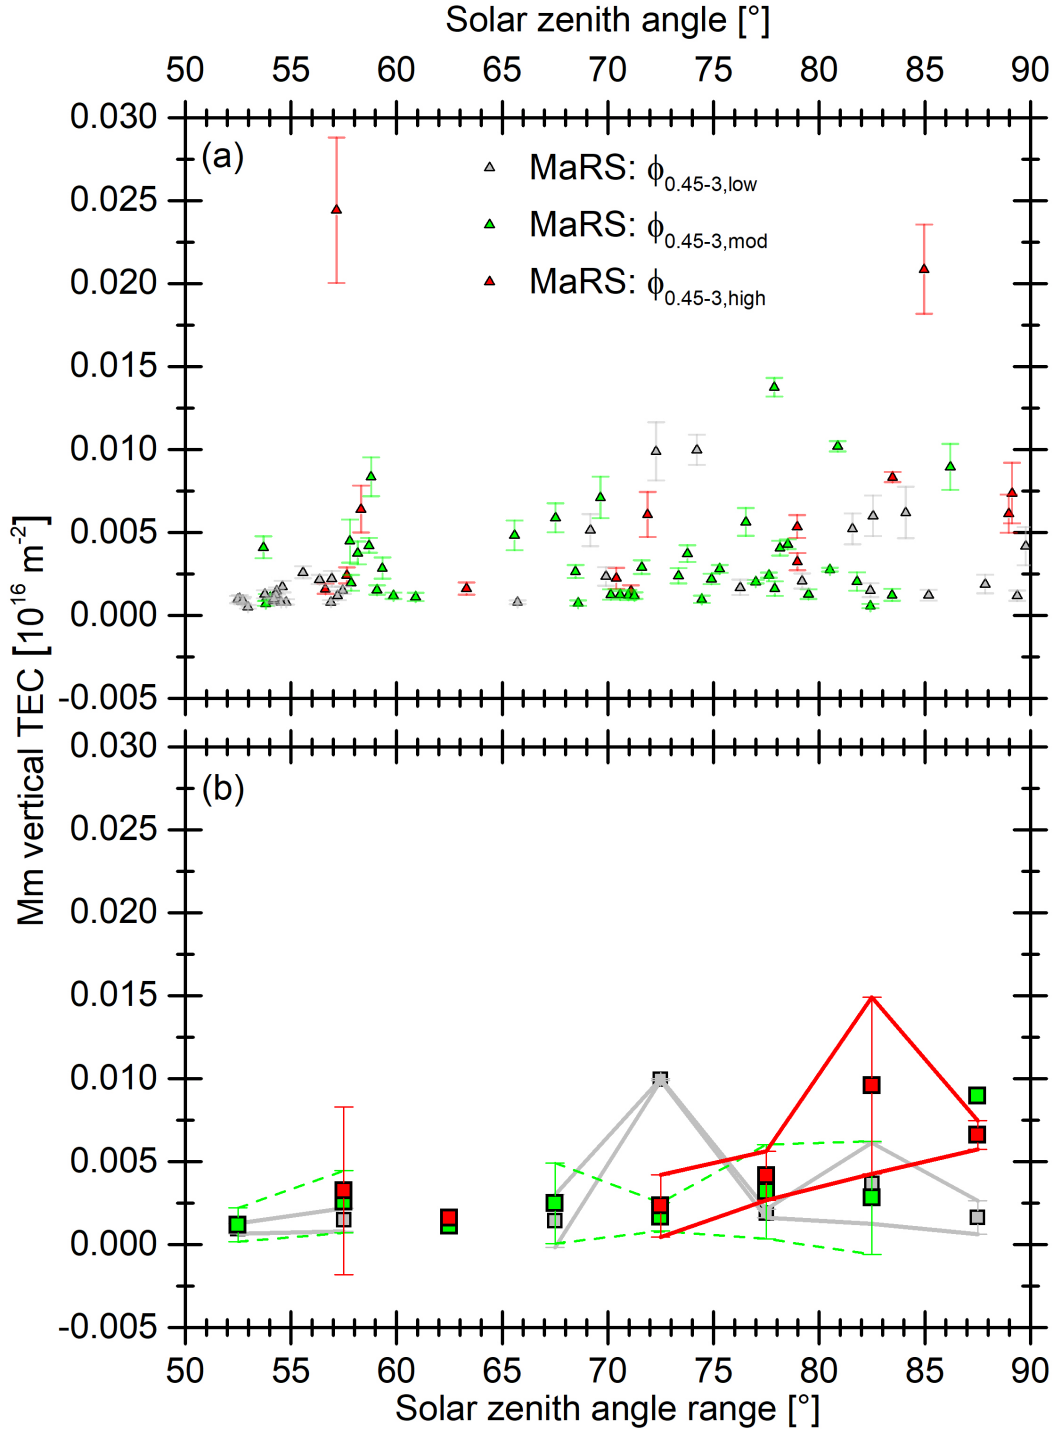 Solar zenith angle [°]
50 55 60 65 70 75 80 85 90
0.030
(a)
MaRS: ϕ0.45-3,low
0.025
MaRS: ϕ0.45-3,mod
0.020
MaRS: ϕ0.45-3,high
0.015
0.010
0.005
0.000
-0.005
Mm vertical TEC [10^16 m^-2]
0.030
(b)
0.025
0.020
0.015
0.010
0.005
0.000
-0.005
50 55 60 65 70 75 80 85 90
Solar zenith angle range [°]